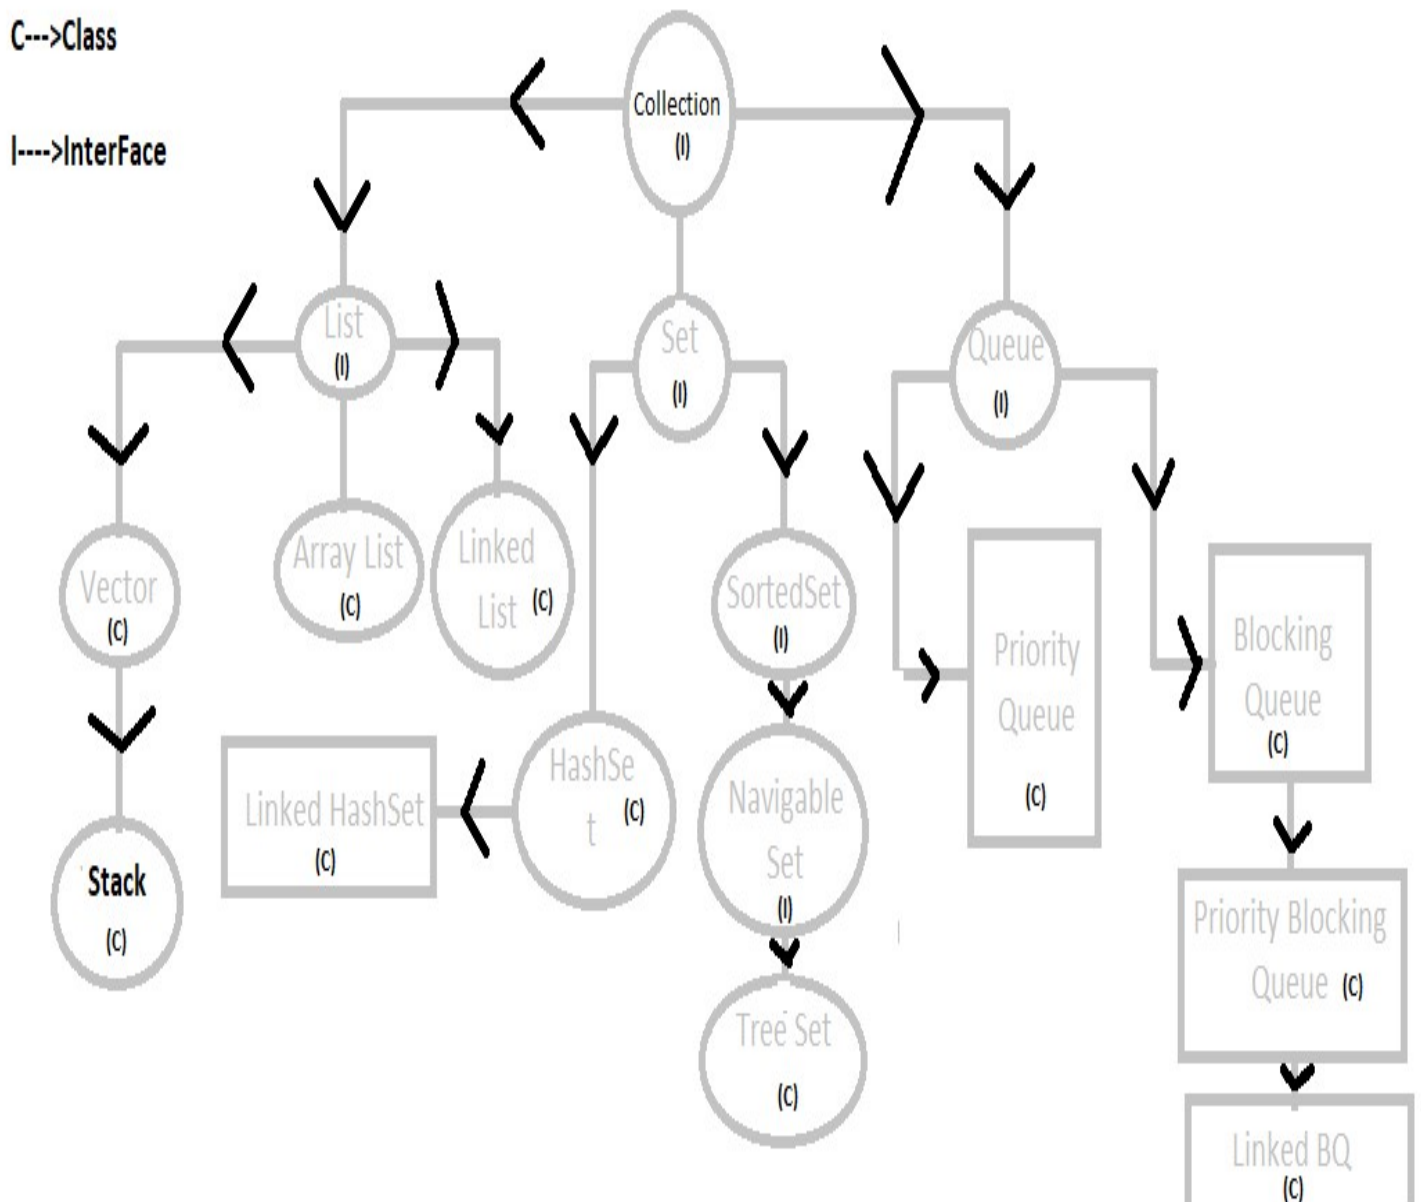 C--->Class
I---->InterFace
Collection
(I)
List
(I)
Set
(I)
Queue
(I)
Vector
(C)
Array List
(C)
Linked
List (C)
SortedSet
(I)
Priority
Queue
(C)
Blocking
Queue
(C)
Stack
(C)
Linked HashSet
(C)
HashSe
t (C)
Navigable
Set
(I)
Tree Set
(C)
Priority Blocking
Queue (C)
Linked BQ
(C)